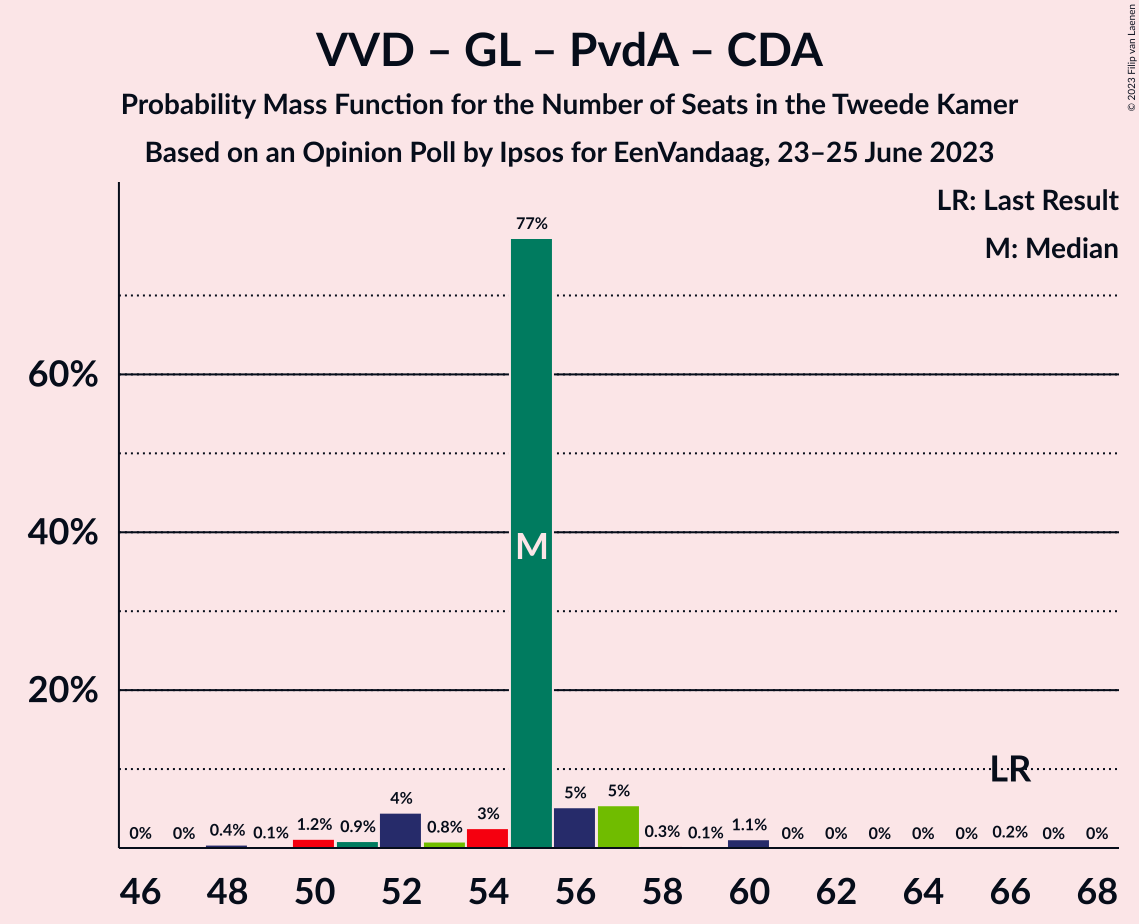 VVD – GL – PvdA – CDA
Probability Mass Function for the Number of Seats in the Tweede Kamer
Based on an Opinion Poll by Ipsos for EenVandaag, 23–25 June 2023
© 2023 Filip van Laenen
LR: Last Result
M: Median
77%
60%
40%
M
20%
LR
0% 0% 0.4% 0.1% 1.2% 0.9% 4% 0.8% 3% 5% 5% 0.3% 0.1% 1.1% 0% 0% 0% 0% 0% 0.2% 0% 0%
46 48 50 52 54 56 58 60 62 64 66 68